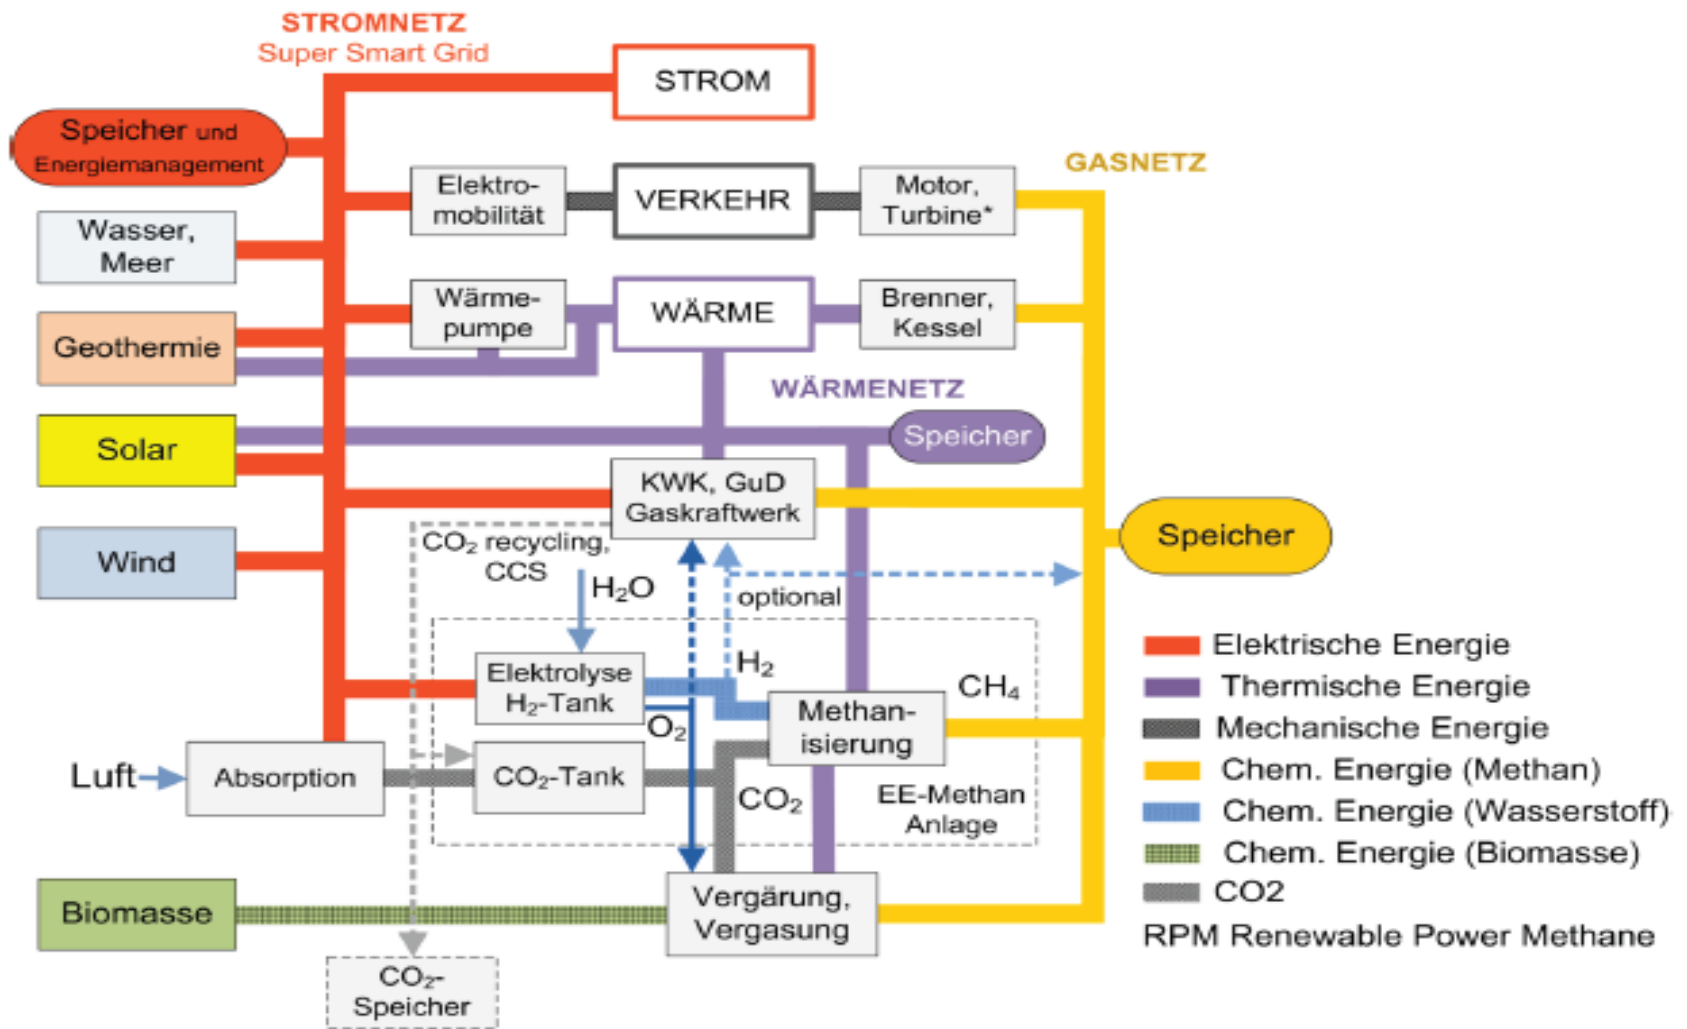 STROMNETZ
Super Smart Grid
STROM
Speicher und
Energiemanagement
GASNETZ
Elektro-
mobilität
VERKEHR
Motor,
Turbine*
Wasser,
Meer
Wärme-
pumpe
WÄRME
Brenner,
Kessel
Geothermie
WÄRMENETZ
Solar
Speicher
KWK, GuD
Gaskraftwerk
Speicher
Wind
CO₂ recycling,
CCS
H₂O
optional
Elektrolyse
H₂-Tank
H₂
O₂
CH₄
Methan-
isierung
Luft
Absorption
CO₂-Tank
CO₂
EE-Methan
Anlage
Biomasse
Vergärung,
Vergasung
CO₂-
Speicher
Elektrische Energie
Thermische Energie
Mechanische Energie
Chem. Energie (Methan)
Chem. Energie (Wasserstoff)
Chem. Energie (Biomasse)
CO2
RPM Renewable Power Methane